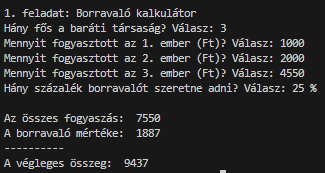 1. feladat: Borravaló kalkulátor
Hány fős a baráti társaság? Válasz: 3
Mennyit fogyasztott az 1. ember (Ft)? Válasz: 1000
Mennyit fogyasztott az 2. ember (Ft)? Válasz: 2000
Mennyit fogyasztott az 3. ember (Ft)? Válasz: 4550
Hány százalék borravalót szeretne adni? Válasz: 25 %
Az összes fogyaszás:  7550
A borravaló mértéke:  1887
----------
A végleges összeg:  9437